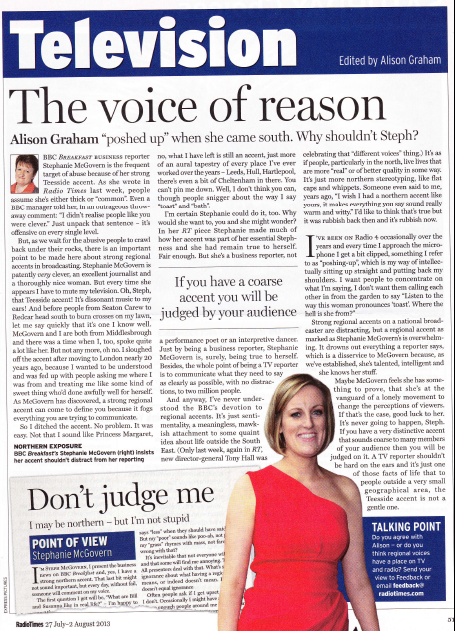 Television
Edited by Alison Graham
The voice of reason
Alison Graham “poshed up” when she came south. Why shouldn’t Steph?
BBC BREAKFAST BUSINESS reporter
Stephanie McGovern is the frequent
target of abuse because of her strong
Teesside accent. As she wrote in
Radio Times last week, people
assume she’s either thick or “common”. Even a
BBC manager told her, in an outrageous throw-
away comment: “I didn’t realise people like you
were clever.” Just unpack that sentence – it’s
offensive on every single level.
But, as we wait for the abusive people to crawl
back under their rocks, there is an important
point to be made here about strong regional
accents in broadcasting. Stephanie McGovern is
patently very clever, an excellent journalist and
a thoroughly nice woman. But every time she
appears I have to mute my television. Oh, Steph,
that Teesside accent! It’s dissonant music to my
ears! And before people from Seaton Carew to
Redcar head south to burn crosses on my lawn,
let me say quickly that it’s one I know well.
McGovern and I are both from Middlesbrough
and there was a time when I, too, spoke quite
a lot like her. But not any more, oh no. I sloughed
off the accent after moving to London nearly 20
years ago, because I wanted to be understood
and was fed up with people asking me where I
was from and treating me like some kind of
sweet thing who’d done awfully well for herself.
As McGovern has discovered, a strong regional
accent can come to define you because it fogs
everything you are trying to communicate.
So I ditched the accent. No problem. It was
easy. Not that I sound like Princess Margaret,
NORTHERN EXPOSURE
BBC Breakfast’s Stephanie McGovern (right) insists
her accent shouldn’t distract from her reporting
no, what I have left is still an accent, just more
of an aural tapestry of every place I’ve ever
worked over the years – Leeds, Hull, Hartlepool,
there’s even a bit of Cheltenham in there. You
can’t pin me down. Well, I don’t think you can,
though people snigger about the way I say
“toast” and “bath”.
I’m certain Stephanie could do it, too. Why
would she want to, you and she might wonder?
In her RT piece Stephanie made much of
how her accent was part of her essential Steph-
ness and she had to remain true to herself.
Fair enough. But she’s a business reporter, not
If you have a coarse
accent you will be
judged by your audience
a performance poet or an interpretive dancer.
Just by being a business reporter, Stephanie
McGovern is, surely, being true to herself.
Besides, the whole point of being a TV reporter
is to communicate what they need to say
as clearly as possible, with no distrac-
tions, to two million people.
And anyway, I’ve never under-
stood the BBC’s devotion to
regional accents. It’s just senti-
mentality, a meaningless, mawk-
ish attachment to some quaint
idea about life outside the South
East. (Only last week, again in RT,
new director-general Tony Hall was
celebrating that “different voices” thing.) It’s as
if people, particularly in the north, live lives that
are more “real” or of better quality in some way.
It’s just more northern stereotyping, like flat
caps and whippets. Someone even said to me,
years ago, “I wish I had a northern accent like
yours, it makes everything you say sound really
warm and witty.” I’d like to think that’s true but
it was rubbish back then and it’s rubbish now.
I’VE BEEN ON Radio 4 occasionally over the
years and every time I approach the micro-
phone I get a bit clipped, something I refer
to as “poshing-up”, which is my way of intellec-
tually sitting up straight and putting back my
shoulders. I want people to concentrate on
what I’m saying. I don’t want them calling each
other in from the garden to say “Listen to the
way this woman pronounces ‘toast’. Where the
hell is she from?”
Strong regional accents on a national broad-
caster are distracting, but a regional accent as
marked as Stephanie McGovern’s is overwhelm-
ing. It drowns out everything a reporter says,
which is a disservice to McGovern because, as
we’ve established, she’s talented, intelligent and
she knows her stuff.
Maybe McGovern feels she has some-
thing to prove, that she’s at the
vanguard of a lonely movement to
change the perceptions of viewers.
If that’s the case, good luck to her.
It’s never going to happen, Steph.
If you have a very distinctive accent
that sounds coarse to many members
of your audience then you will be
judged on it. A TV reporter shouldn’t
be hard on the ears and it’s just one
of those facts of life that to
people outside a very small
geographical area, the
Teesside accent is not a
gentle one.
TALKING POINT
Do you agree with
Alison – or do you
think regional voices
have a place on TV
and radio? Send your
view to Feedback or
email feedback@
radiotimes.com
Don’t judge me
I may be northern – but I’m not stupid
POINT OF VIEW
Stephanie McGovern
I’M STEPH MCGOVERN, I present the business
news on BBC Breakfast and, yes, I have a
strong northern accent. That last bit might
not sound important, but every day, without fail,
someone will comment on my voice.
The first question I get will be, “What are Bill
and Susanna like in real life?” – I’m happy to
says “less” when they should have said
But my “poor” sounds like poo-oh, not
my “grass” rhymes with mass, not farce
wrong with that?
It’s inevitable that not everyone will
and that some will find me annoying.
All presenters deal with that. What’s
ignorance about what having a regional
means, or indeed doesn’t mean.
doesn’t equal ignorance.
Often people ask if I get upset
I don’t. Occasionally I might have
enough people around me
EXPRESS PICTURES
RadioTimes 27 July–2 August 2013